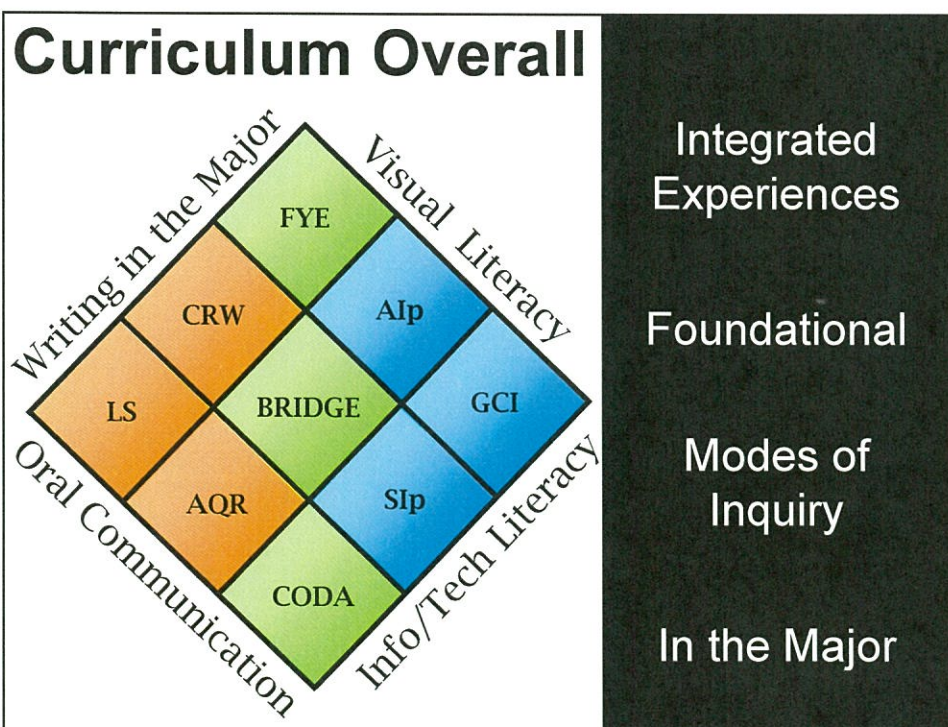 Curriculum Overall
Writing in the Major
Visual Literacy
FYE
CRW
AIp
LS
BRIDGE
GCI
AQR
SIp
CODA
Oral Communication
Info/Tech Literacy
Integrated
Experiences
Foundational
Modes of
Inquiry
In the Major